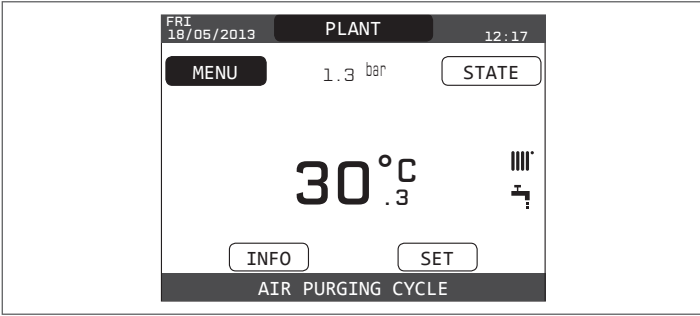 FRI
18/05/2013 PLANT 12:17
MENU 1.3 bar STATE
30.3 °C
INFO SET
AIR PURGING CYCLE